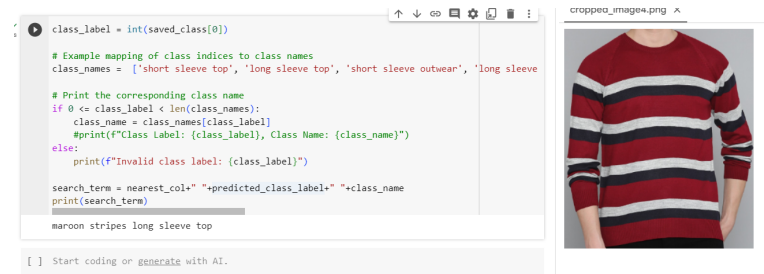 cropped_image4.png ×
class_label = int(saved_class[0])
# Example mapping of class indices to class names
class_names =  ['short sleeve top', 'long sleeve top', 'short sleeve outwear', 'long sleeve
# Print the corresponding class name
if 0 <= class_label < len(class_names):
    class_name = class_names[class_label]
    #print(f"Class Label: {class_label}, Class Name: {class_name}")
else:
    print(f"Invalid class label: {class_label}")
search_term = nearest_col+" "+predicted_class_label+" "+class_name
print(search_term)
maroon stripes long sleeve top
[ ] Start coding or generate with AI.